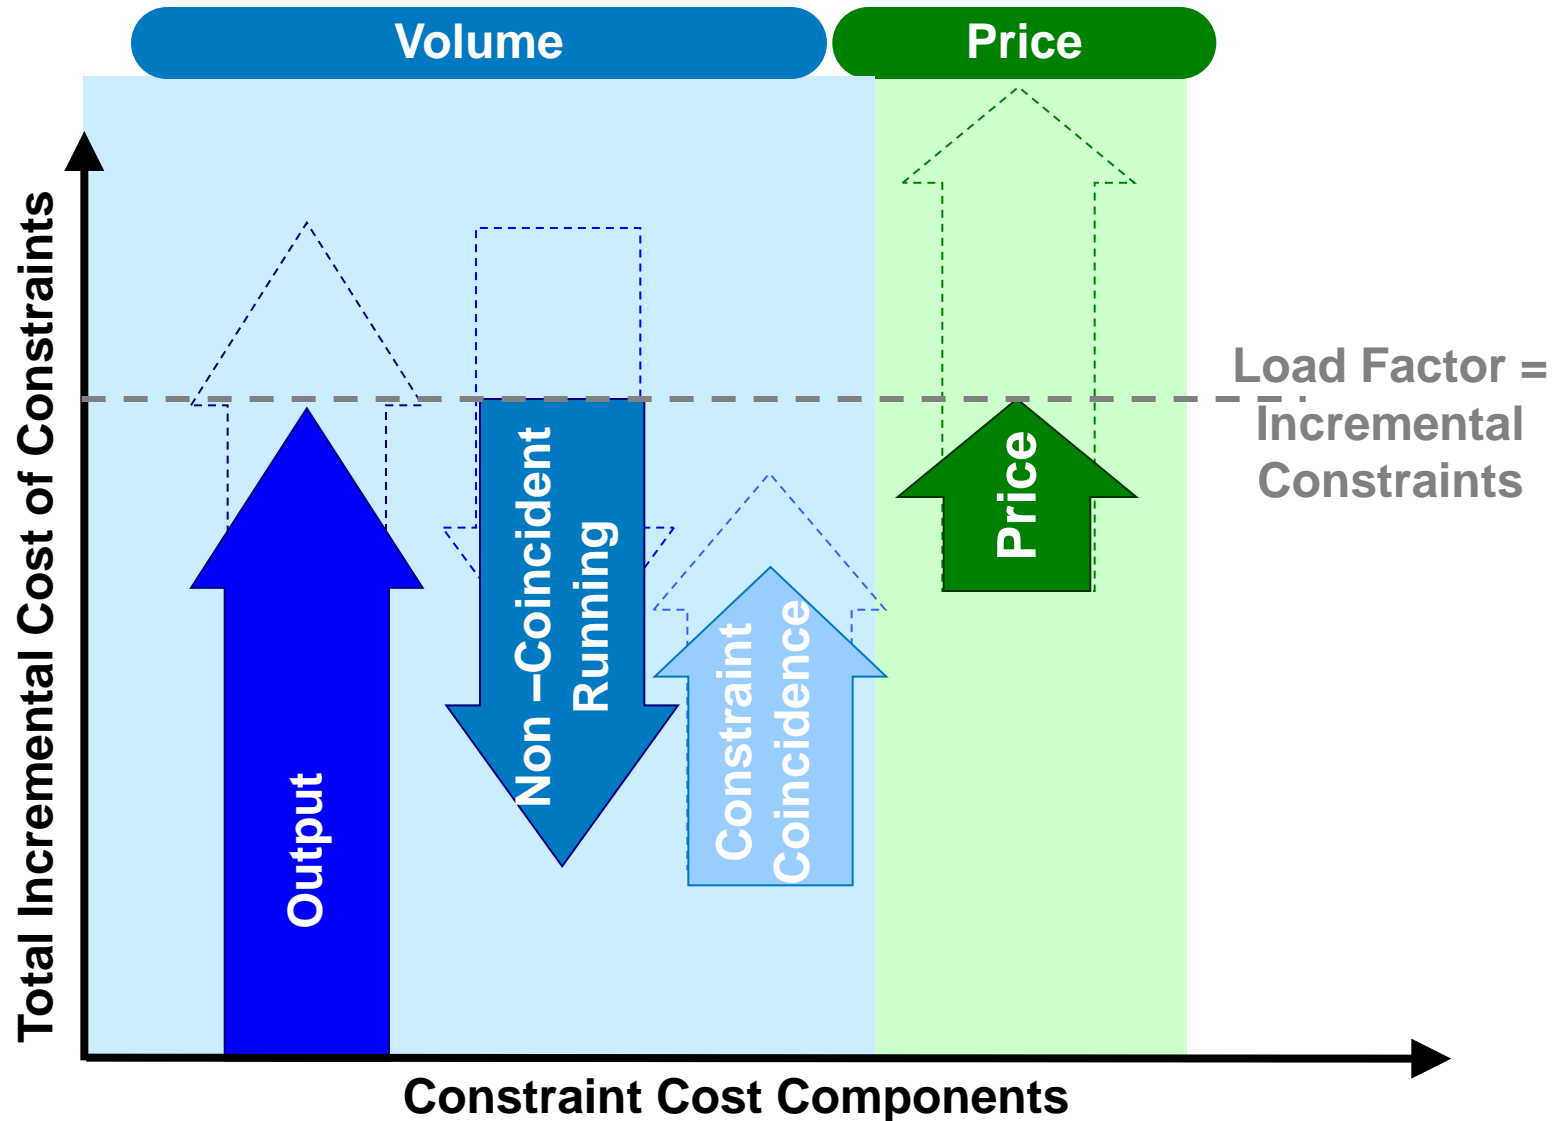 Volume
Price
Total Incremental Cost of Constraints
Output
Non –Coincident
Running
Constraint
Coincidence
Price
Load Factor =
Incremental
Constraints
Constraint Cost Components